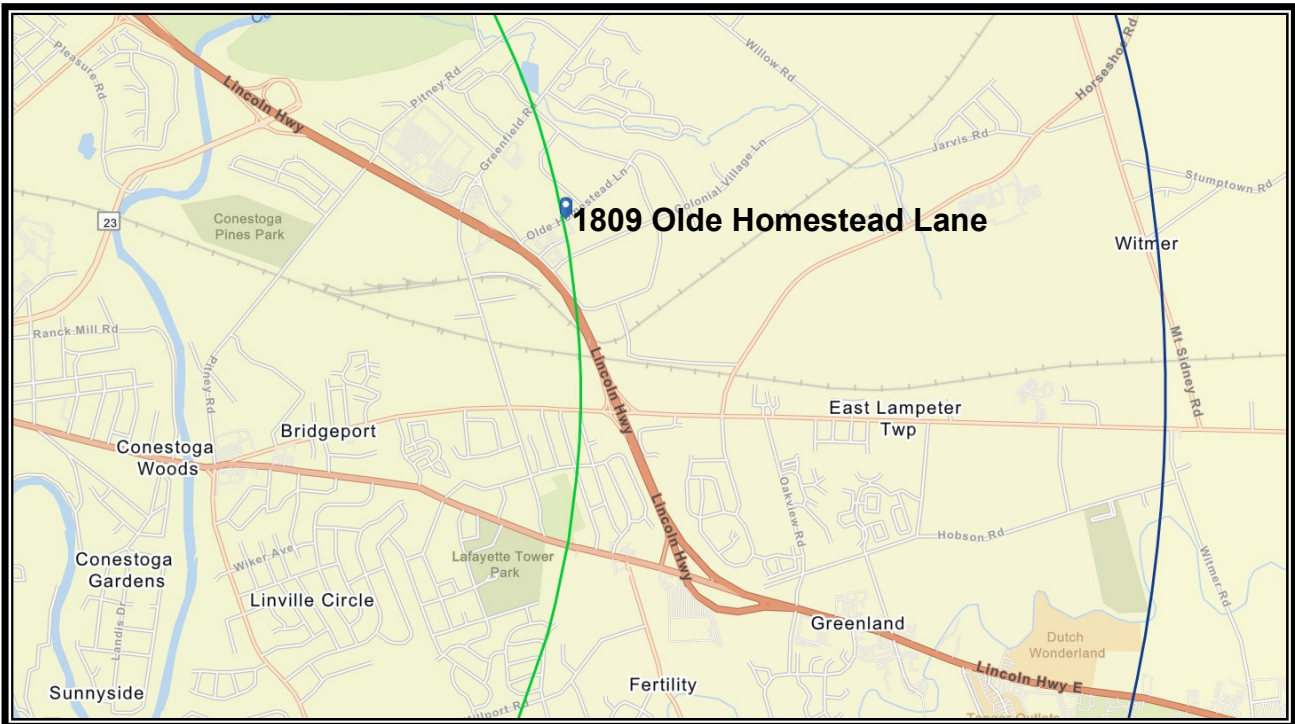 Pleasure Rd
Lincoln Hwy
Pitney Rd
Greenfield Rd
Willow Rd
Horseshoe Rd
Jarvis Rd
Stumptown Rd
Olde Homestead Ln
Colonial Village Ln
1809 Olde Homestead Lane
23
Conestoga
Pines Park
Witmer
Ranck Mill Rd
Pitney Rd
Lincoln Hwy
Mt Sidney Rd
Bridgeport
East Lampeter
Twp
Conestoga
Woods
Lincoln Hwy
Oakview Rd
Hobson Rd
Witmer Rd
Conestoga
Gardens
Wiker Ave
Lafayette Tower
Park
Landis Dr
Linville Circle
Greenland
Dutch
Wonderland
Lincoln Hwy E
Sunnyside
Fertility